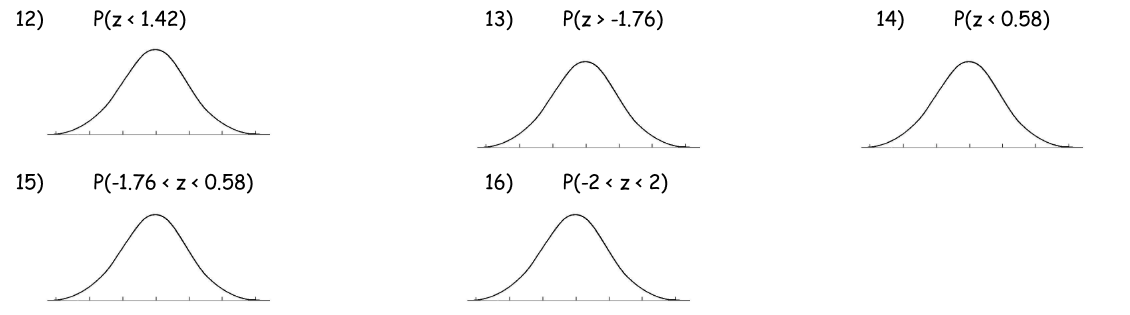 12) P(z < 1.42)
13) P(z > -1.76)
14) P(z < 0.58)
15) P(-1.76 < z < 0.58)
16) P(-2 < z < 2)